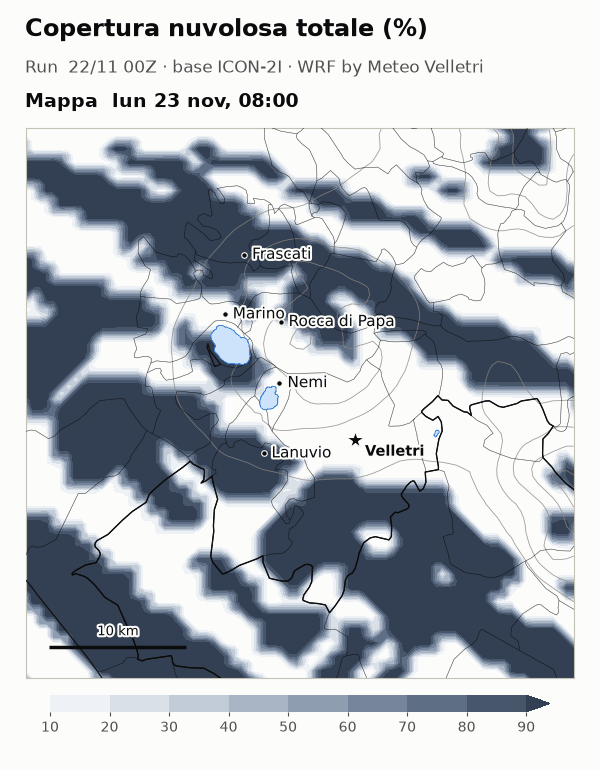 Copertura nuvolosa totale (%)
Run  22/11 00Z · base ICON-2I · WRF by Meteo Velletri
Mappa  lun 23 nov, 08:00
Frascati
Marino
Rocca di Papa
Nemi
Velletri
Lanuvio
10 km
10 20 30 40 50 60 70 80 90